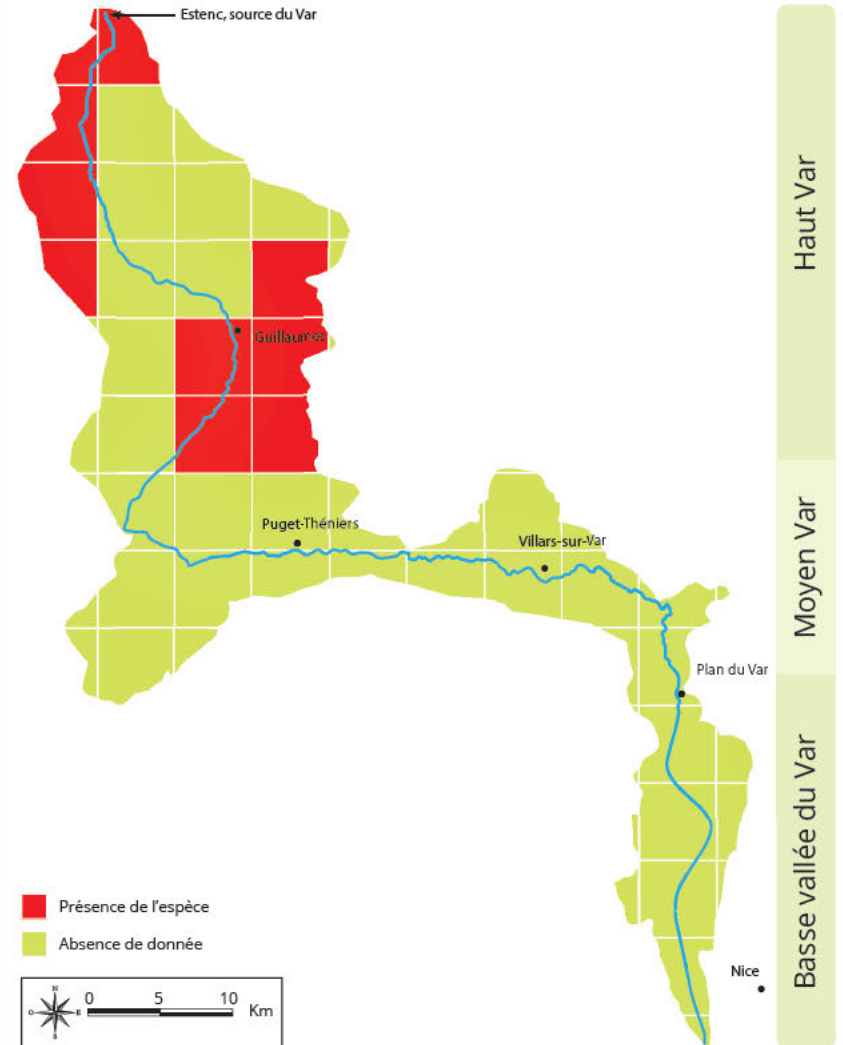 Estenc, source du Var
Haut Var
Guillaumes
Puget-Théniers
Villars-sur-Var
Moyen Var
Plan du Var
Basse vallée du Var
Présence de l'espèce
Absence de donnée
Nice
N
O
E
S
0 5 10 Km